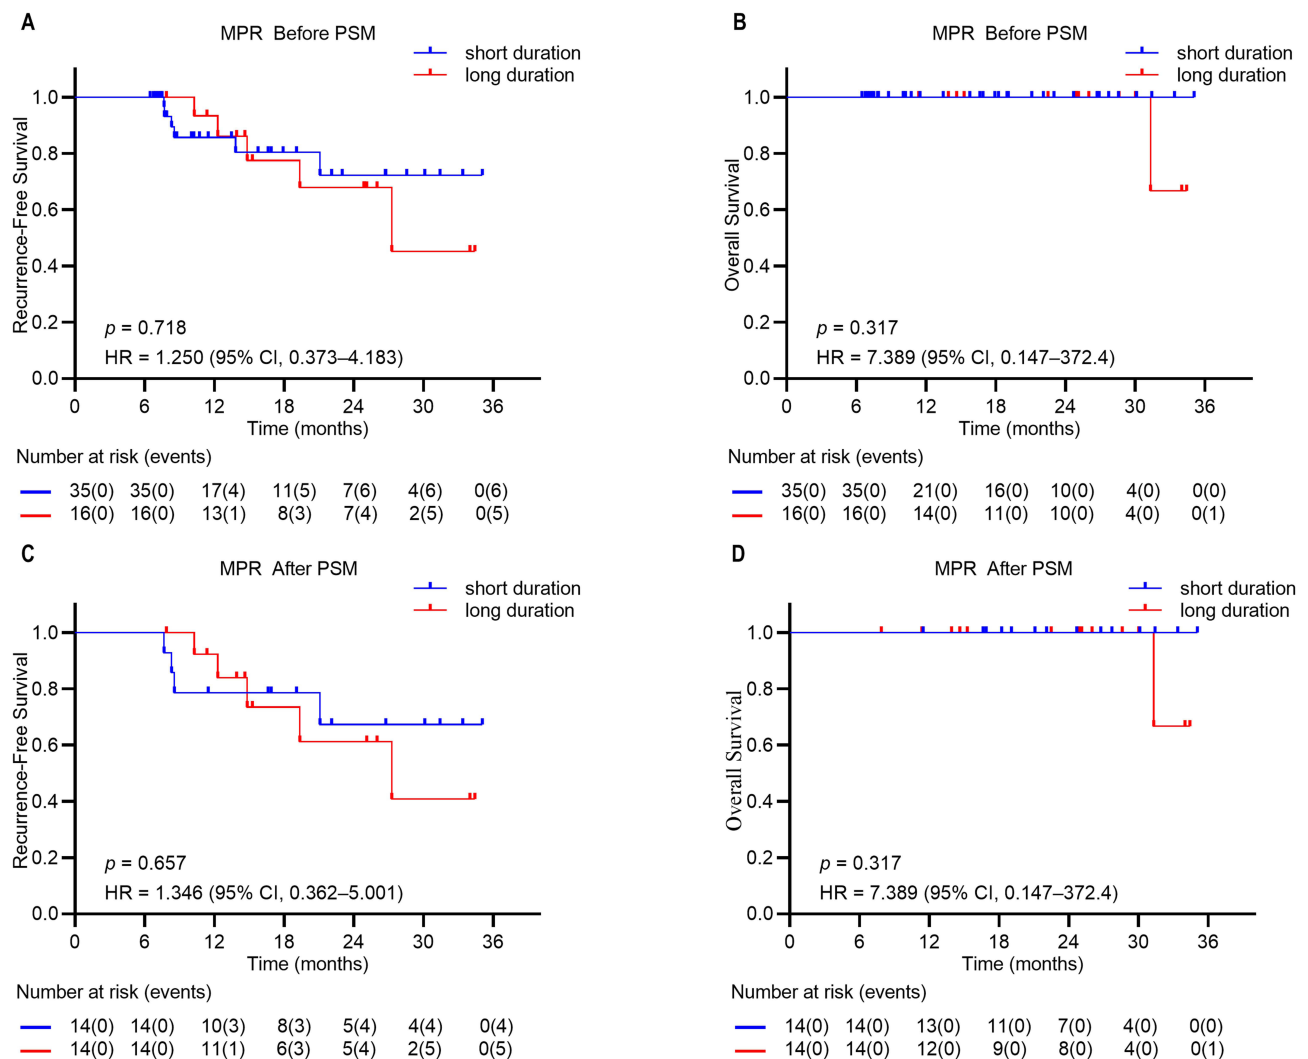 A
MPR Before PSM
short duration
long duration
Recurrence-Free Survival
1.0
0.8
0.6
0.4
0.2
0.0
p = 0.718
HR = 1.250 (95% CI, 0.373–4.183)
0 6 12 18 24 30 36
Time (months)
Number at risk (events)
35(0) 35(0) 17(4) 11(5) 7(6) 4(6) 0(6)
16(0) 16(0) 13(1) 8(3) 7(4) 2(5) 0(5)
B
MPR Before PSM
short duration
long duration
Overall Survival
1.0
0.8
0.6
0.4
0.2
0.0
p = 0.317
HR = 7.389 (95% CI, 0.147–372.4)
0 6 12 18 24 30 36
Time (months)
Number at risk (events)
35(0) 35(0) 21(0) 16(0) 10(0) 4(0) 0(0)
16(0) 16(0) 14(0) 11(0) 10(0) 4(0) 0(1)
C
MPR After PSM
short duration
long duration
Recurrence-Free Survival
1.0
0.8
0.6
0.4
0.2
0.0
p = 0.657
HR = 1.346 (95% CI, 0.362–5.001)
0 6 12 18 24 30 36
Time (months)
Number at risk (events)
14(0) 14(0) 10(3) 8(3) 5(4) 4(4) 0(4)
14(0) 14(0) 11(1) 6(3) 5(4) 2(5) 0(5)
D
MPR After PSM
short duration
long duration
Overall Survival
1.0
0.8
0.6
0.4
0.2
0.0
p = 0.317
HR = 7.389 (95% CI, 0.147–372.4)
0 6 12 18 24 30 36
Time (months)
Number at risk (events)
14(0) 14(0) 13(0) 11(0) 7(0) 4(0) 0(0)
14(0) 14(0) 12(0) 9(0) 8(0) 4(0) 0(1)